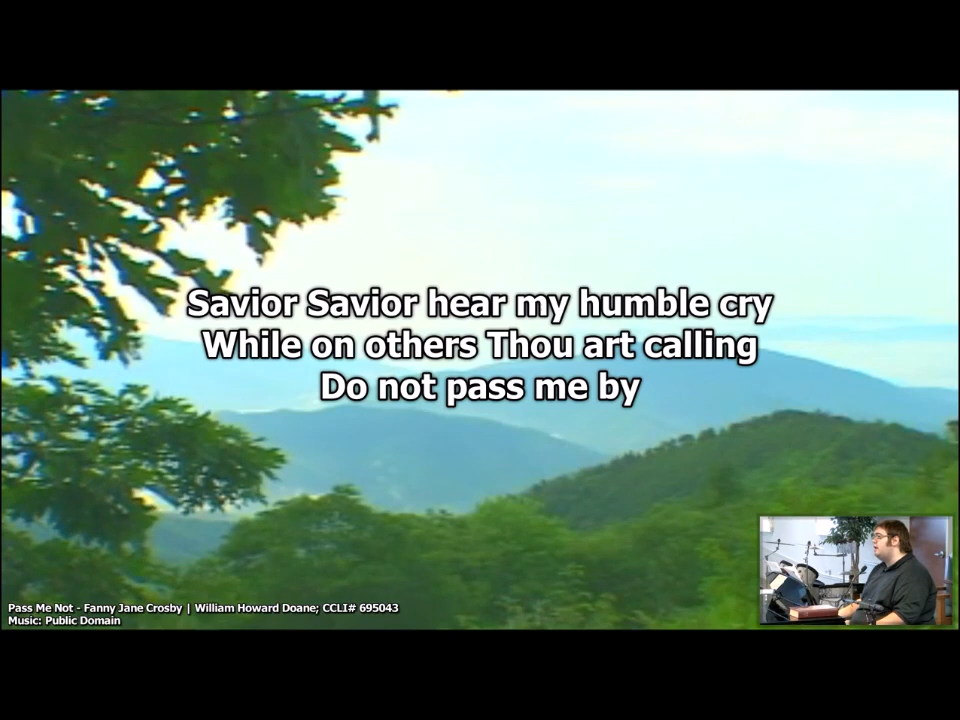 Savior Savior hear my humble cry
While on others Thou art calling
Do not pass me by
Pass Me Not - Fanny Jane Crosby | William Howard Doane; CCLI# 695043
Music: Public Domain